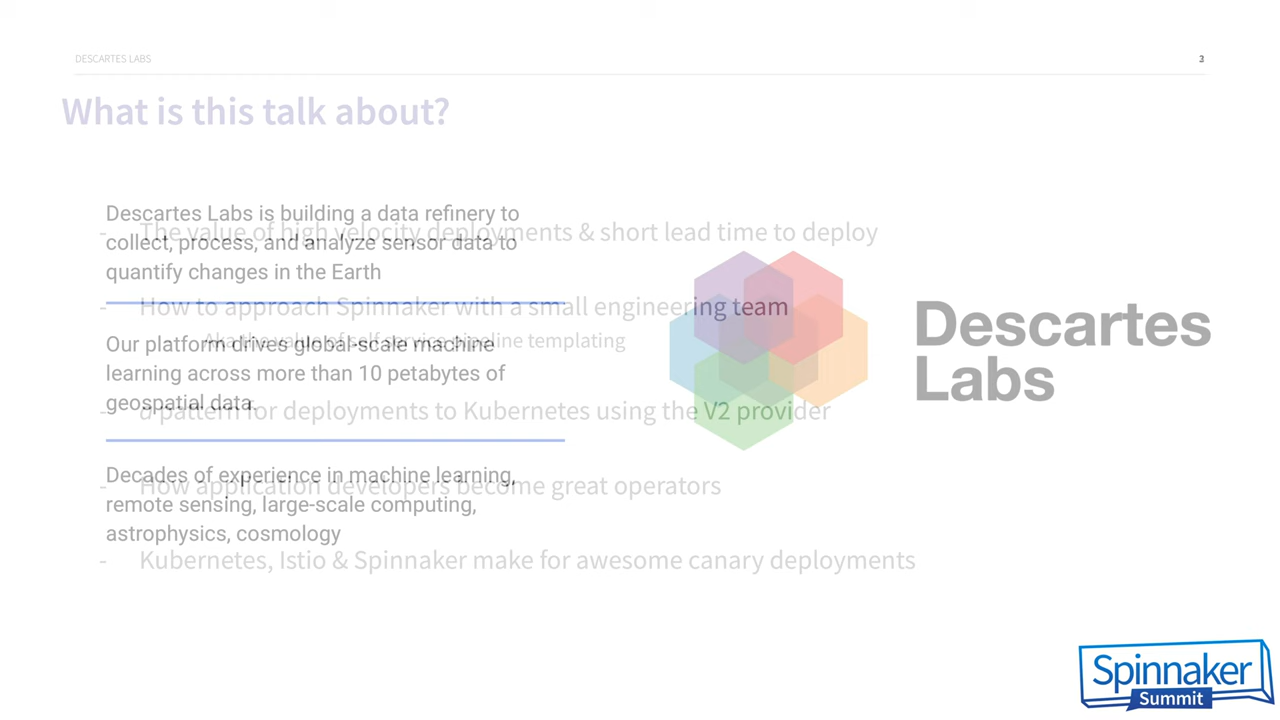 DESCARTES LABS
3
What is this talk about?
Descartes Labs is building a data refinery to
collect, process, and analyze sensor data to
quantify changes in the Earth
Our platform drives global-scale machine
learning across more than 10 petabytes of
geospatial data.
Decades of experience in machine learning,
remote sensing, large-scale computing,
astrophysics, cosmology
- The value of high velocity deployments & short lead time to deploy
- How to approach Spinnaker with a small engineering team
- value of self service pipeline templating
- a pattern for deployments to Kubernetes using the V2 provider
- How application developers become great operators
- Kubernetes, Istio & Spinnaker make for awesome canary deployments
Descartes
Labs
Spinnaker
Summit